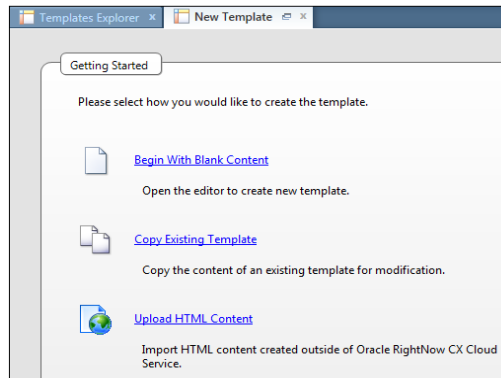 Templates Explorer
New Template
Getting Started
Please select how you would like to create the template.
Begin With Blank Content
Open the editor to create new template.
Copy Existing Template
Copy the content of an existing template for modification.
Upload HTML Content
Import HTML content created outside of Oracle RightNow CX Cloud
Service.